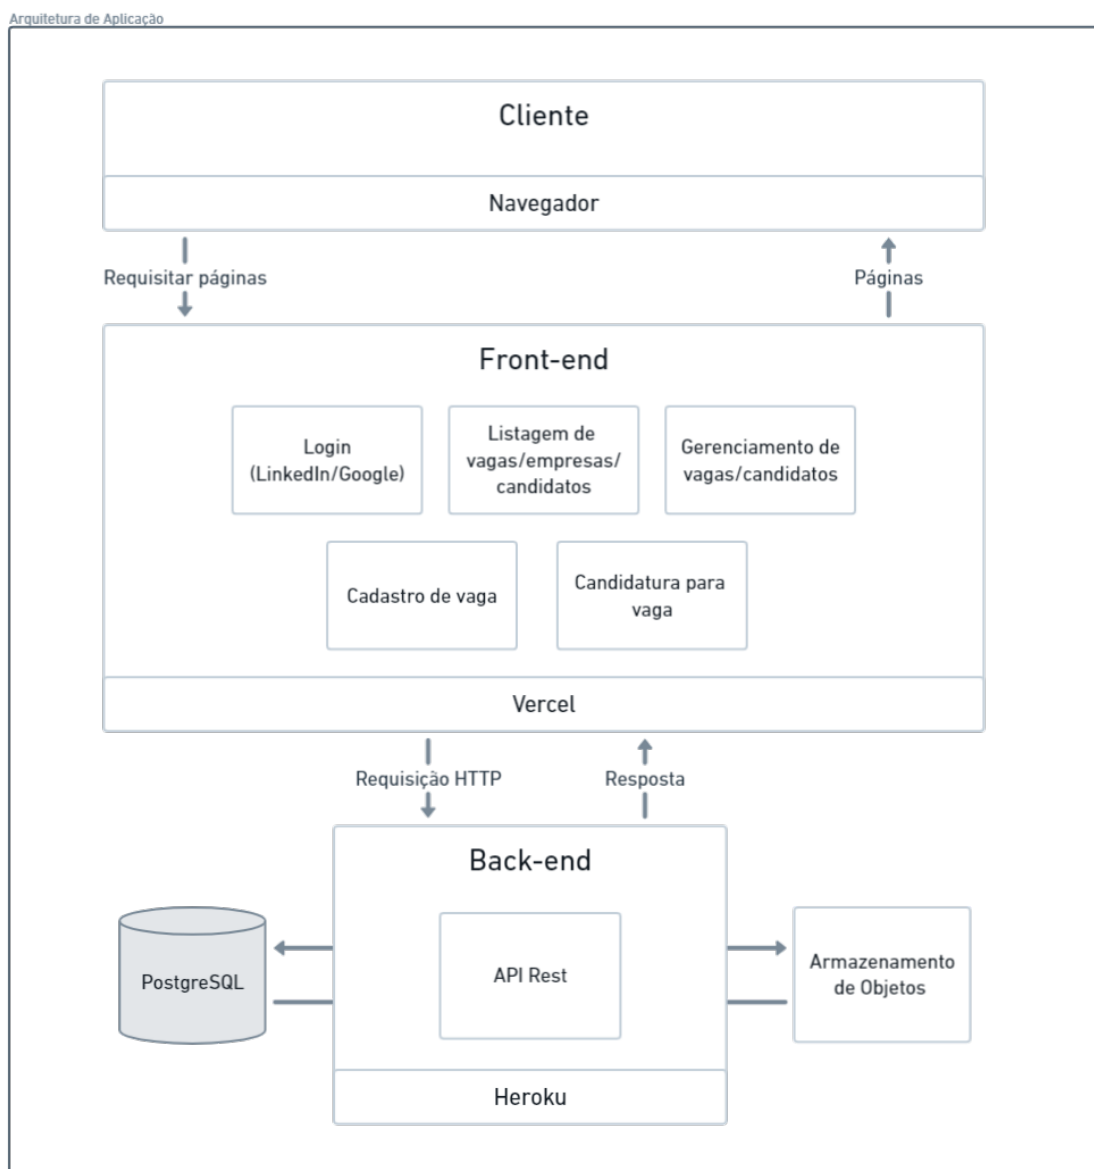 Arquitetura de Aplicação
Cliente
Navegador
Requisitar páginas
Páginas
Front-end
Login
(LinkedIn/Google)
Listagem de
vagas/empresas/
candidatos
Gerenciamento de
vagas/candidatos
Cadastro de vaga
Candidatura para
vaga
Vercel
Requisição HTTP
Resposta
Back-end
PostgreSQL
API Rest
Armazenamento
de Objetos
Heroku